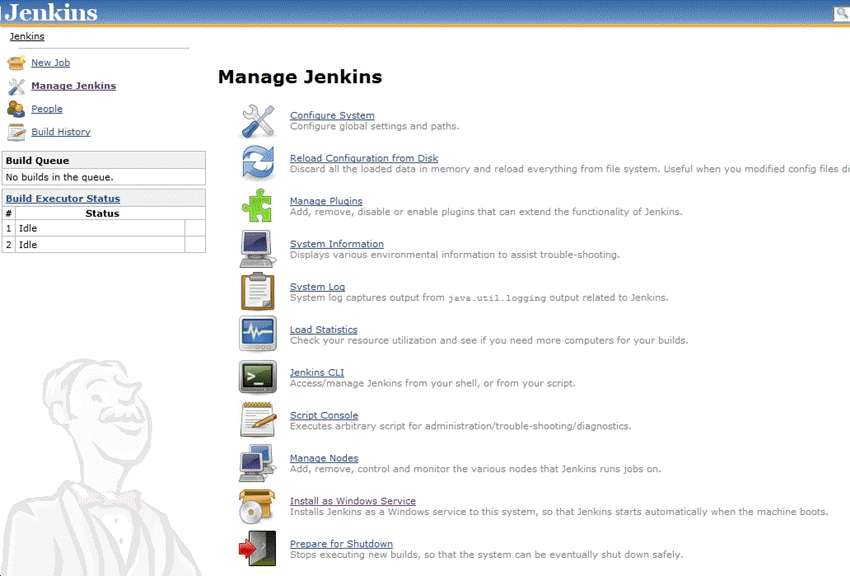 Jenkins
Jenkins
New Job
Manage Jenkins
People
Build History
Build Queue
No builds in the queue.
Build Executor Status
# Status
1 Idle
2 Idle
Manage Jenkins
Configure System
Configure global settings and paths.
Reload Configuration from Disk
Discard all the loaded data in memory and reload everything from file system. Useful when you modified config files di
Manage Plugins
Add, remove, disable or enable plugins that can extend the functionality of Jenkins.
System Information
Displays various environmental information to assist trouble-shooting.
System Log
System log captures output from java.util.logging output related to Jenkins.
Load Statistics
Check your resource utilization and see if you need more computers for your builds.
Jenkins CLI
Access/manage Jenkins from your shell, or from your script.
Script Console
Executes arbitrary script for administration/trouble-shooting/diagnostics.
Manage Nodes
Add, remove, control and monitor the various nodes that Jenkins runs jobs on.
Install as Windows Service
Installs Jenkins as a Windows service to this system, so that Jenkins starts automatically when the machine boots.
Prepare for Shutdown
Stops executing new builds, so that the system can be eventually shut down safely.